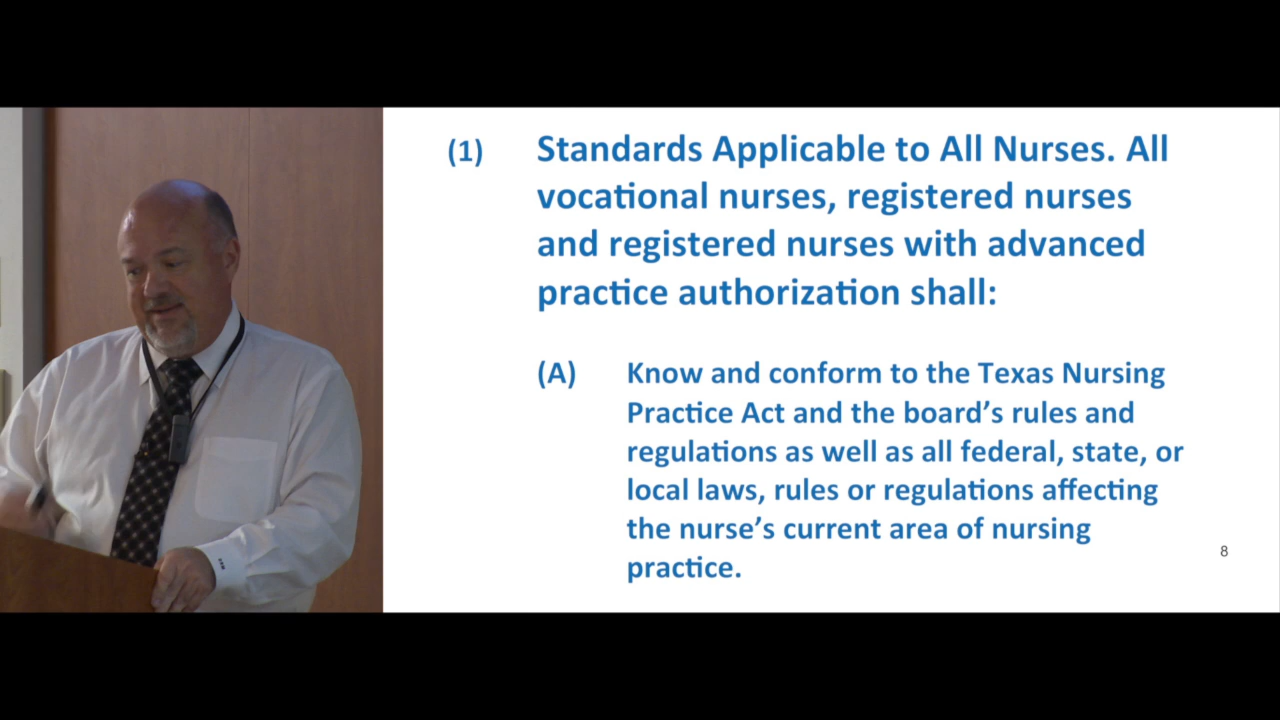 (1) Standards Applicable to All Nurses. All
vocational nurses, registered nurses
and registered nurses with advanced
practice authorization shall:
(A) Know and conform to the Texas Nursing
Practice Act and the board’s rules and
regulations as well as all federal, state, or
local laws, rules or regulations affecting
the nurse’s current area of nursing
practice.
8